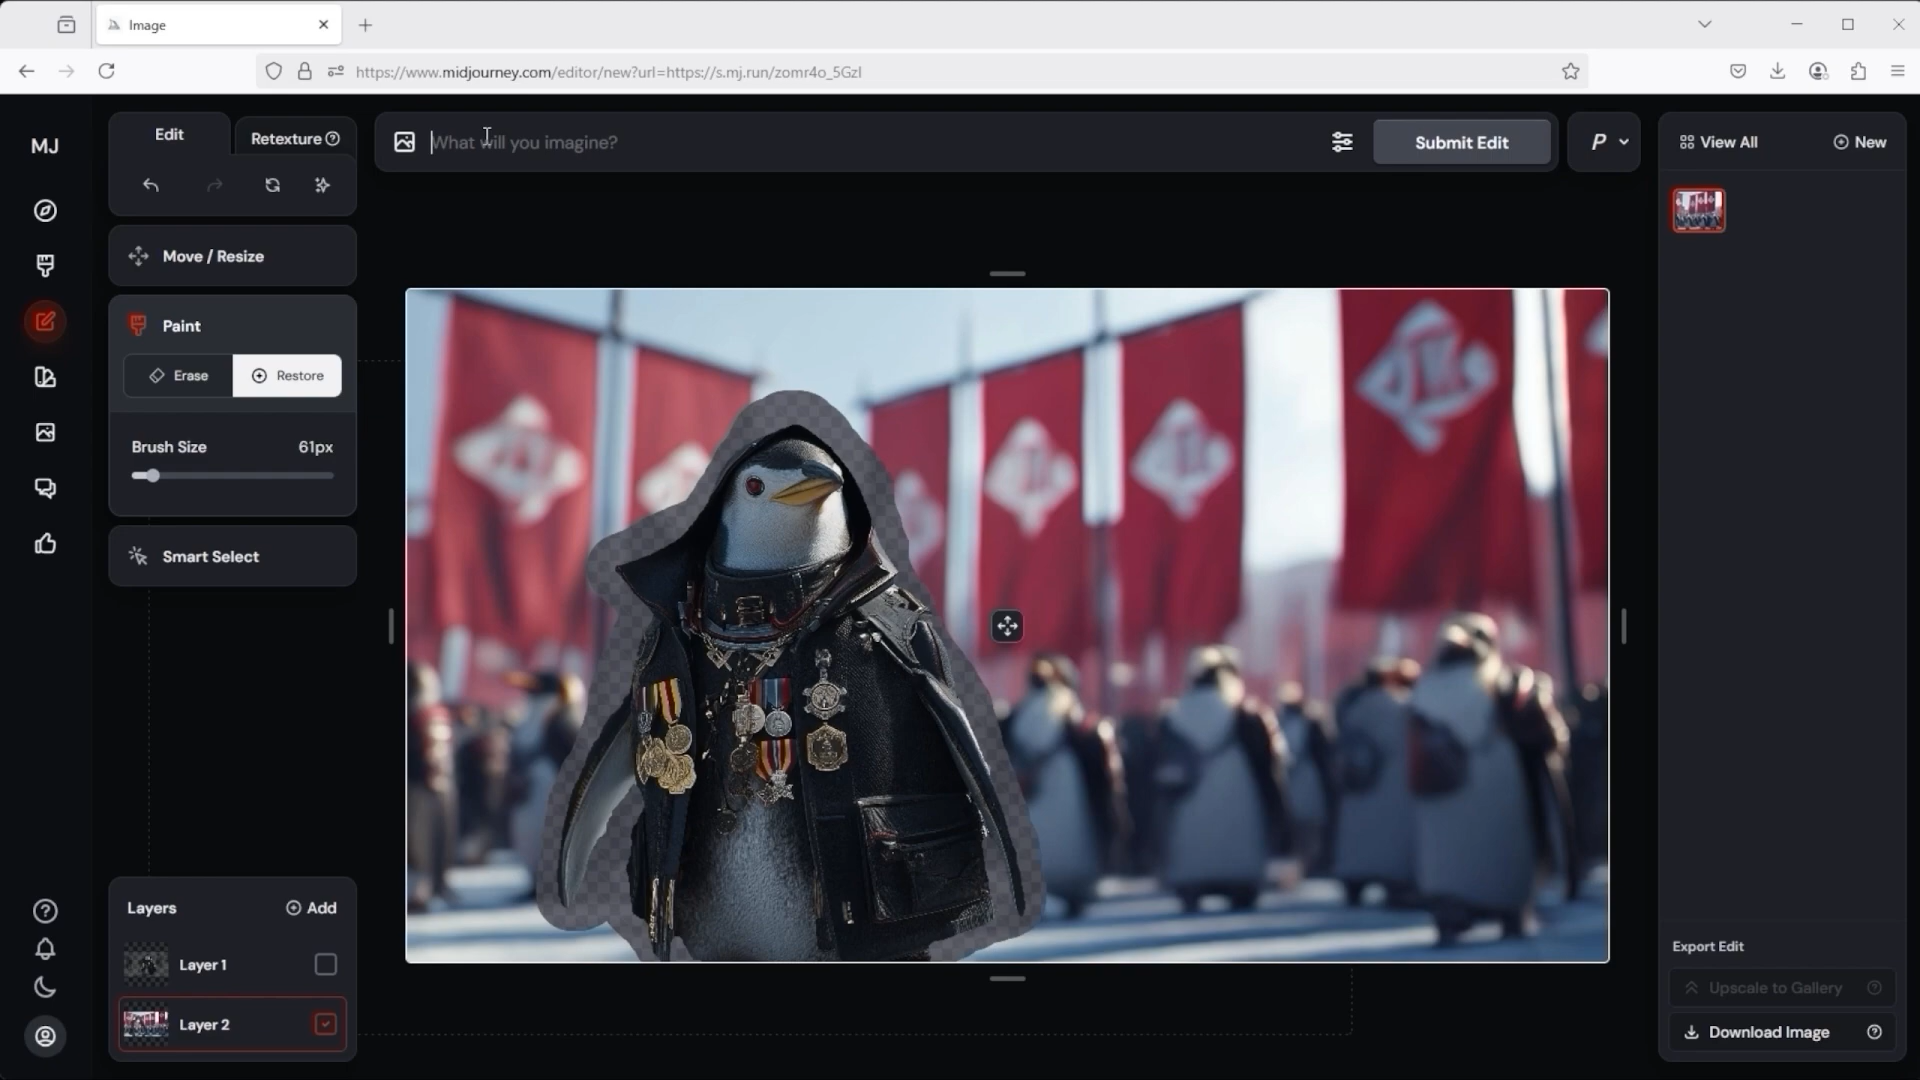 Image
https://www.midjourney.com/editor/new?url=https://s.mj.run/zomr4o_5GzI
MJ
Edit
Retexture
What will you imagine?
Submit Edit
P
View All
New
Move / Resize
Paint
Erase
Restore
Brush Size
61px
Smart Select
Layers
Add
Layer 1
Layer 2
Export Edit
Upscale to Gallery
Download Image